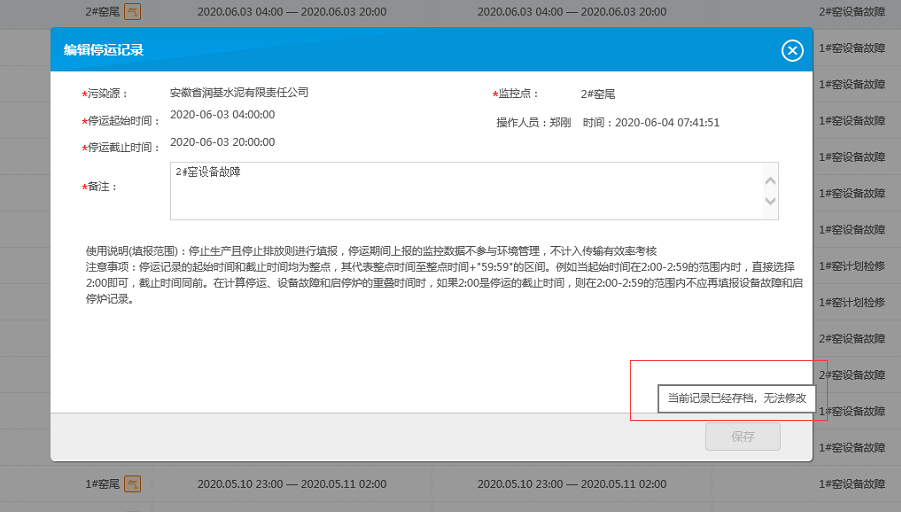 2#窑尾 气 2020.06.03 04:00 — 2020.06.03 20:00 2020.06.03 04:00 — 2020.06.03 20:00 2#窑设备故障
编辑停运记录
1#窑设备故障
*污染源： 安徽省润基水泥有限责任公司 *监控点： 2#窑尾
1#窑设备故障
*停运起始时间： 2020-06-03 04:00:00 操作人员：郑刚 时间：2020-06-04 07:41:51
1#窑设备故障
*停运截止时间： 2020-06-03 20:00:00
1#窑设备故障
*备注： 2#窑设备故障
1#窑设备故障
1#窑设备故障
使用说明(填报范围)：停止生产且停止排放则进行填报，停运期间上报的监控数据不参与环境管理，不计入传输有效率考核
注意事项：停运记录的起始时间和截止时间均为整点，其代表整点时间至整点时间+"59:59"的区间。例如当起始时间在2:00-2:59的范围内时，直接选择
1#窑计划检修
2:00即可，截止时间同前。在计算停运、设备故障和启停炉的重叠时间时，如果2:00是停运的截止时间，则在2:00-2:59的范围内不应再填报设备故障和启
停炉记录。
1#窑计划检修
2#窑设备故障
2#窑设备故障
当前记录已经存档，无法修改
1#窑设备故障
保存
1#窑设备故障
1#窑尾 气 2020.05.10 23:00 — 2020.05.11 02:00 2020.05.10 23:00 — 2020.05.11 02:00 1#窑设备故障